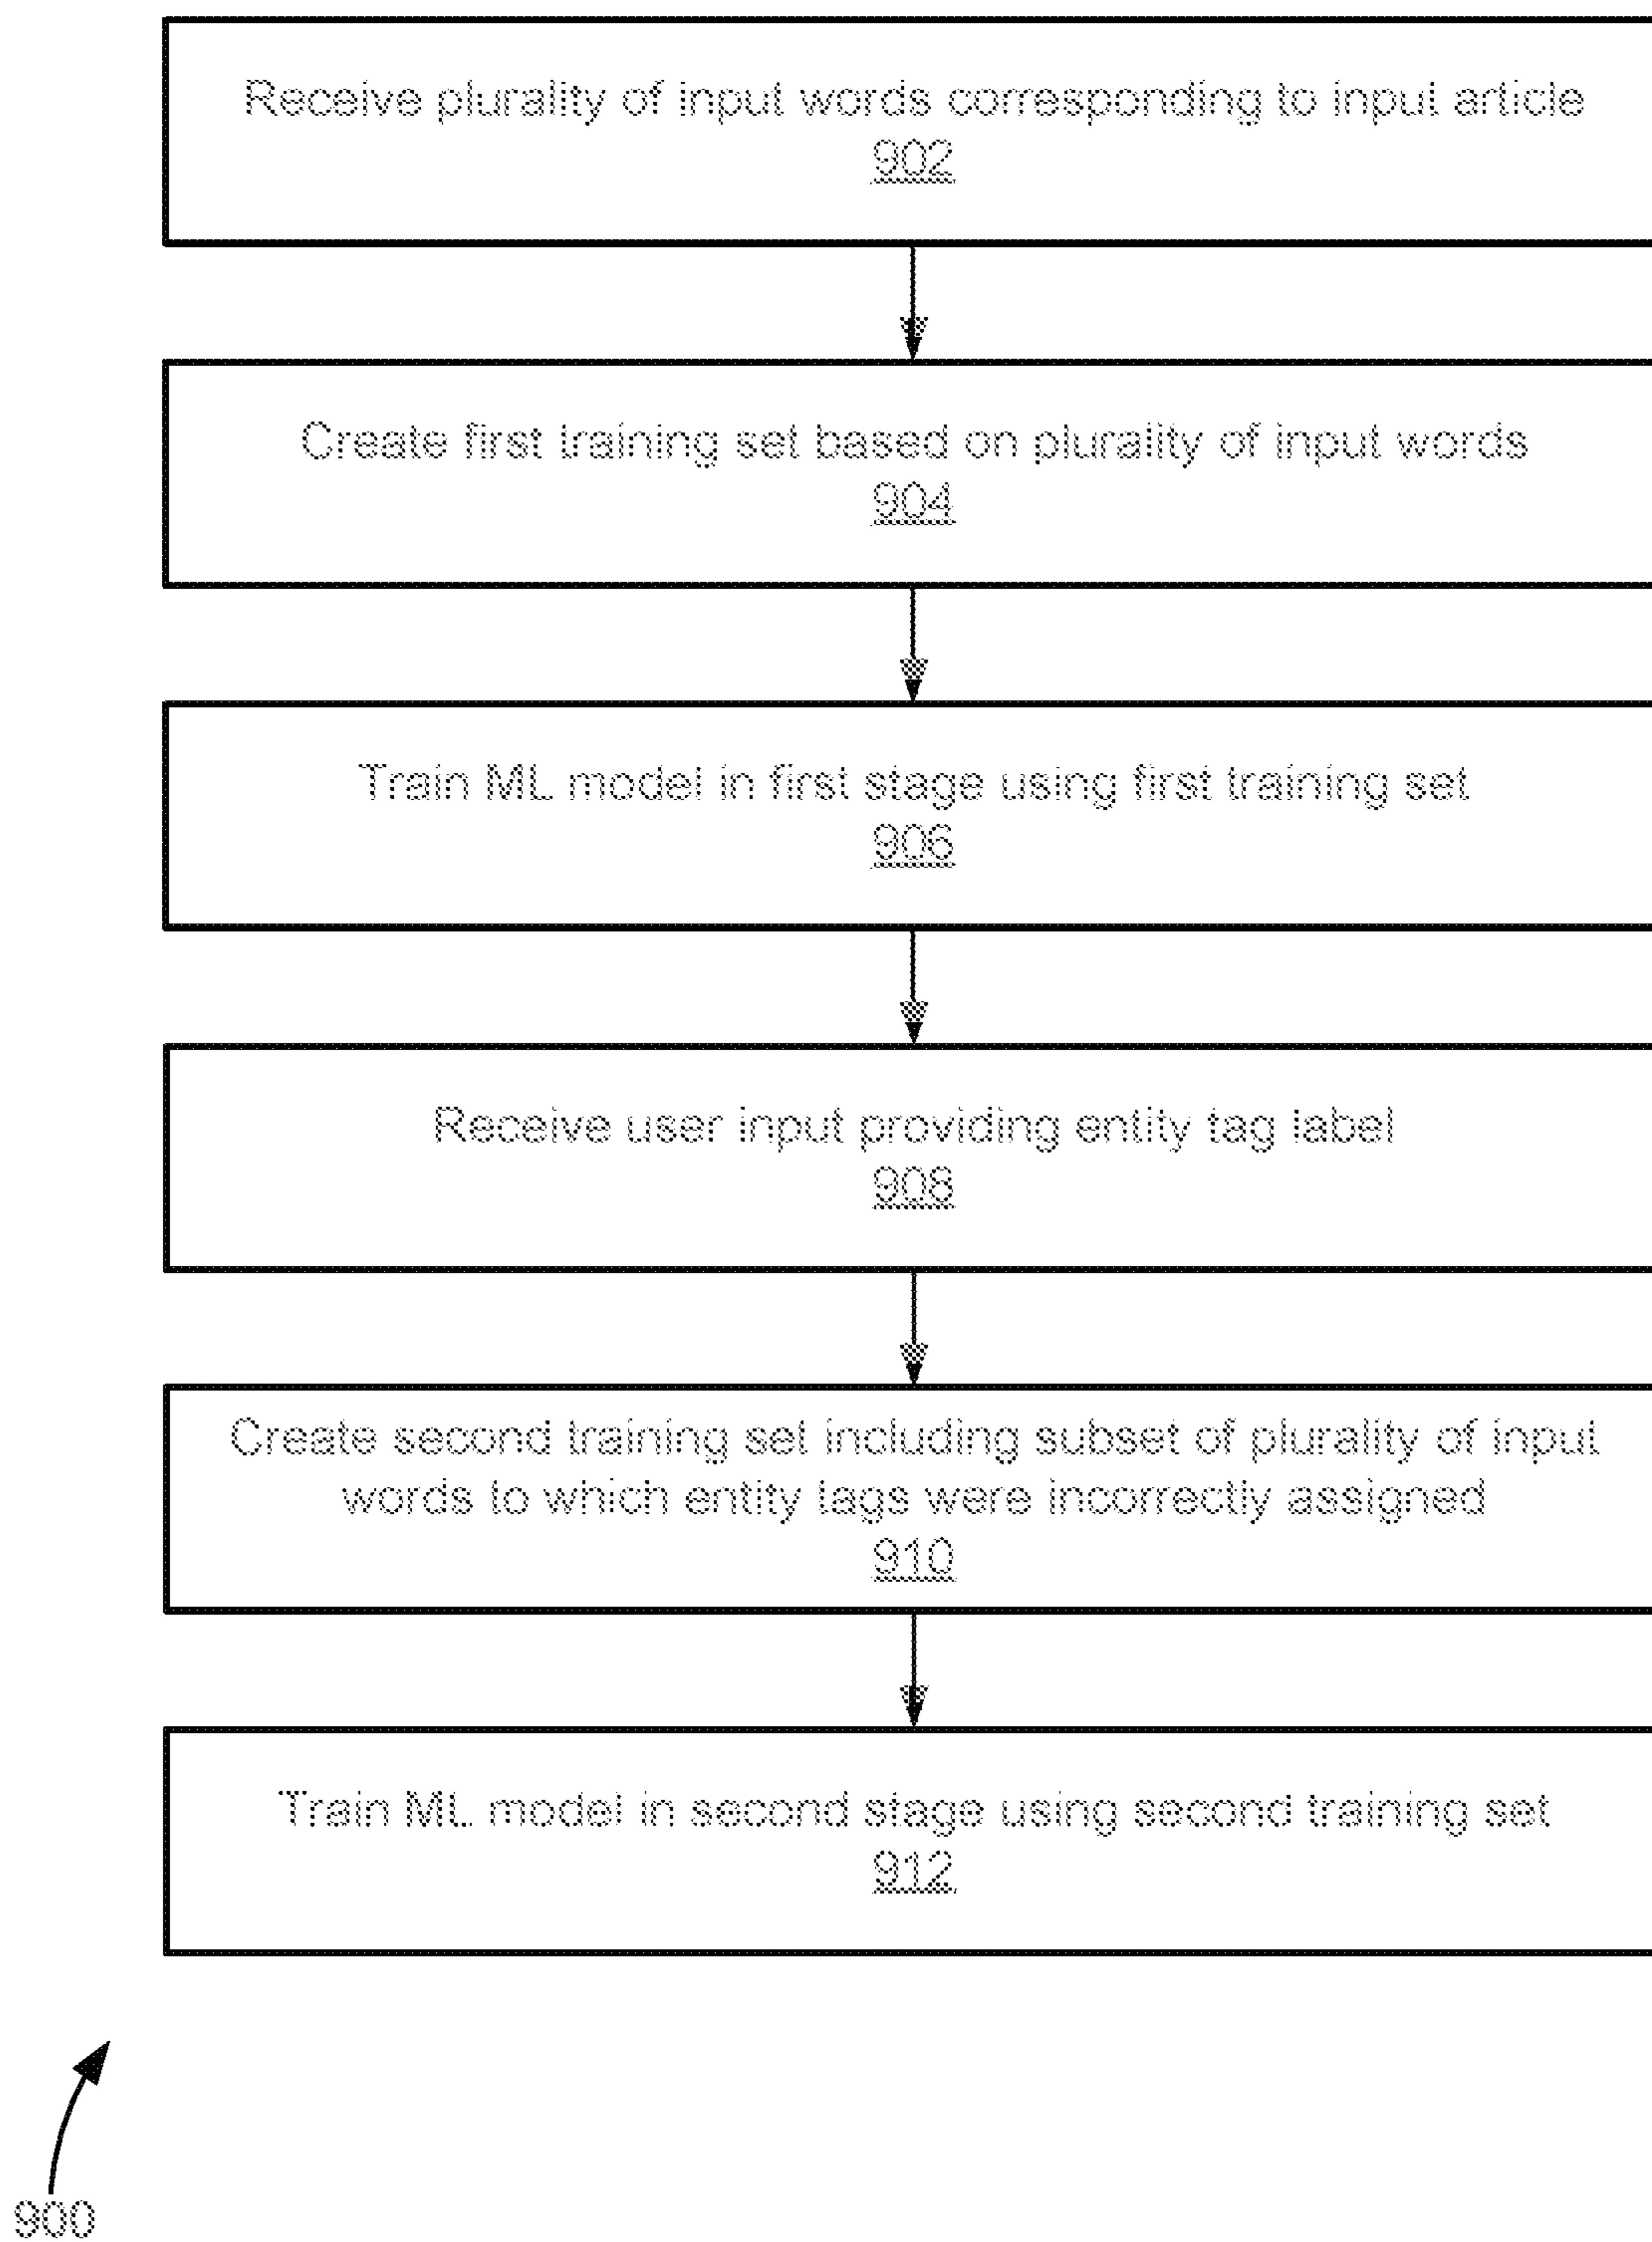 Receive plurality of input words corresponding to input article
902
Create first training set based on plurality of input words
904
Train ML model in first stage using first training set
906
Receive user input providing entity tag label
908
Create second training set including subset of plurality of input
words to which entity tags were incorrectly assigned
910
Train ML model in second stage using second training set
912
900